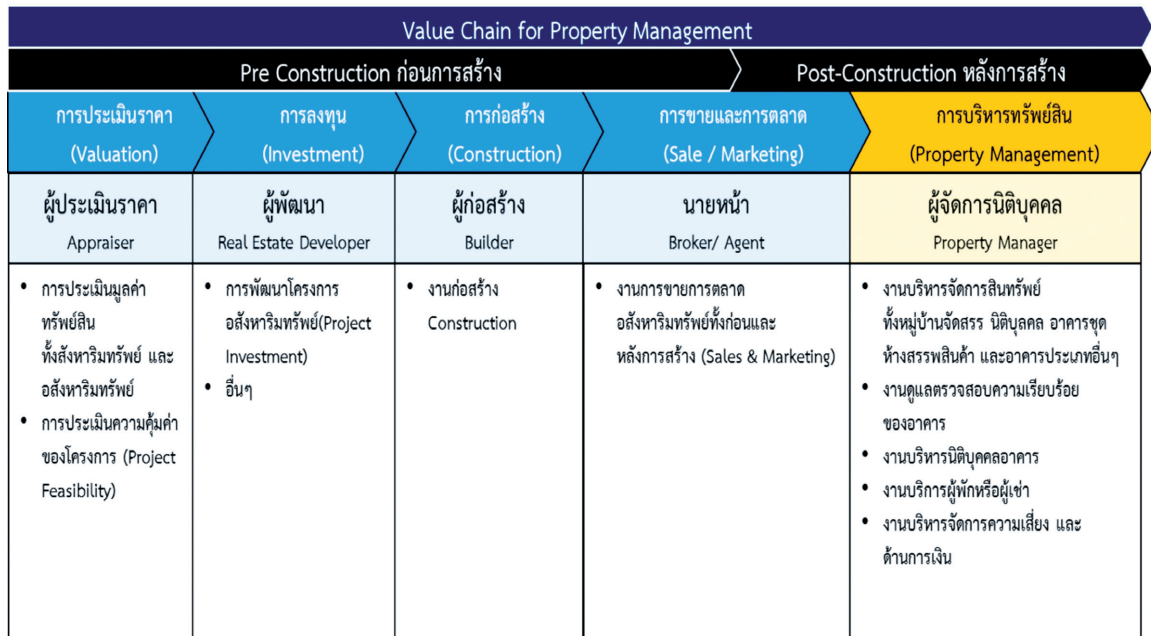 Value Chain for Property Management
Pre Construction ก่อนการสร้าง
Post-Construction หลังการสร้าง
การประเมินราคา
(Valuation)
การลงทุน
(Investment)
การก่อสร้าง
(Construction)
การขายและการตลาด
(Sale / Marketing)
การบริหารทรัพย์สิน
(Property Management)
ผู้ประเมินราคา
Appraiser
ผู้พัฒนา
Real Estate Developer
ผู้ก่อสร้าง
Builder
นายหน้า
Broker/ Agent
ผู้จัดการนิติบุคคล
Property Manager
• การประเมินมูลค่า
ทรัพย์สิน
ทั้งสังหาริมทรัพย์ และ
อสังหาริมทรัพย์
• การประเมินความคุ้มค่า
ของโครงการ (Project
Feasibility)
• การพัฒนาโครงการ
อสังหาริมทรัพย์(Project
Investment)
• อื่นๆ
• งานก่อสร้าง
Construction
• งานการขายการตลาด
อสังหาริมทรัพย์ทั้งก่อนและ
หลังการสร้าง (Sales & Marketing)
• งานบริหารจัดการสินทรัพย์
ทั้งหมู่บ้านจัดสรร นิติบุลคล อาคารชุด
ห้างสรรพสินค้า และอาคารประเภทอื่นๆ
• งานดูแลตรวจสอบความเรียบร้อย
ของอาคาร
• งานบริหารนิติบุคคลอาคาร
• งานบริการผู้พักหรือผู้เช่า
• งานบริหารจัดการความเสี่ยง และ
ด้านการเงิน